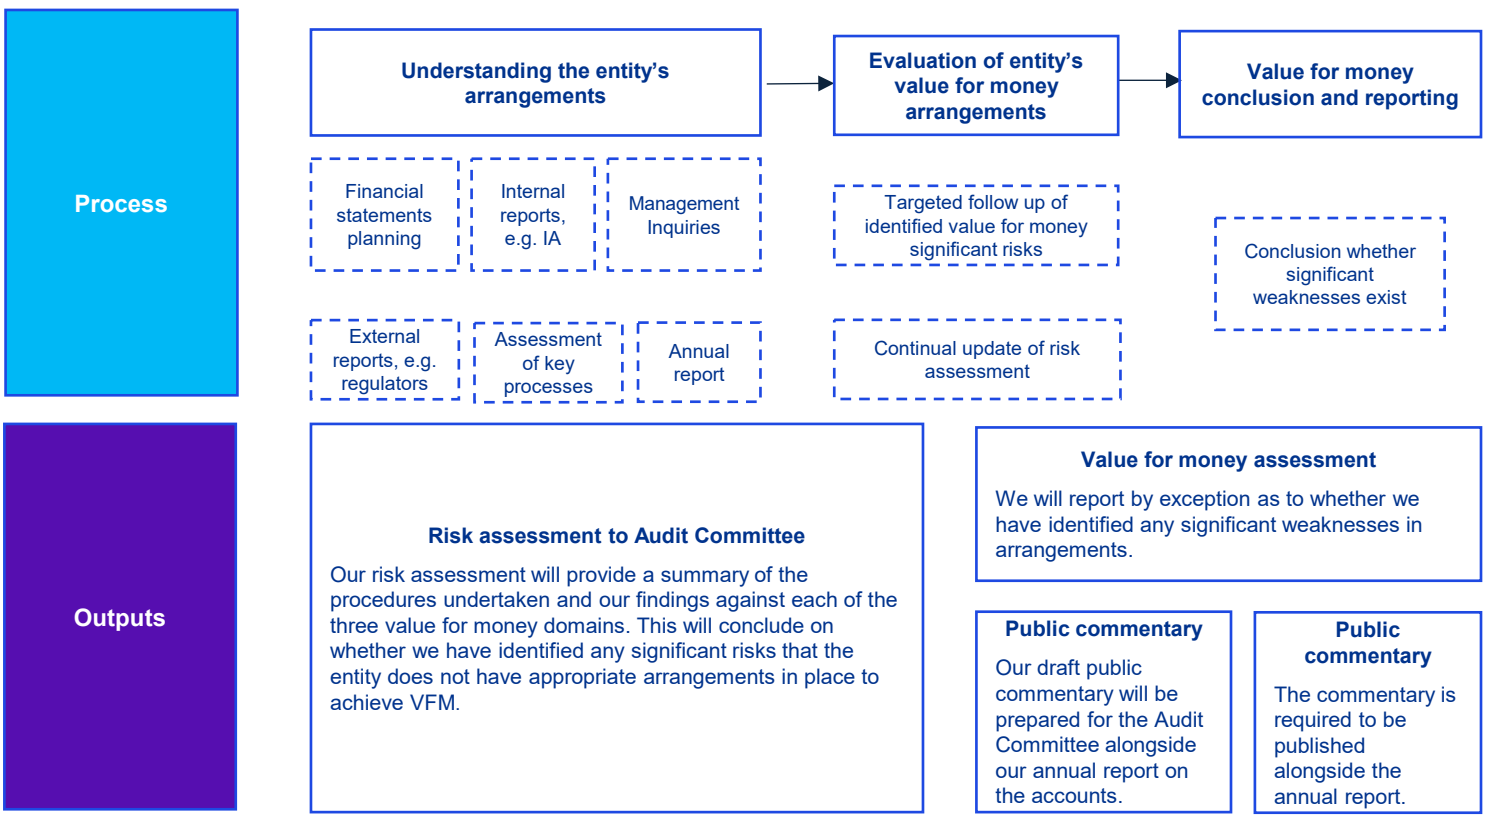 Process
Understanding the entity's
arrangements
Evaluation of entity's
value for money
arrangements
Value for money
conclusion and reporting
Financial
statements
planning
Internal
reports,
e.g. IA
Management
Inquiries
Targeted follow up of
identified value for money
significant risks
Conclusion whether
significant
weaknesses exist
External
reports, e.g.
regulators
Assessment
of key
processes
Annual
report
Continual update of risk
assessment
Outputs
Risk assessment to Audit Committee
Our risk assessment will provide a summary of the
procedures undertaken and our findings against each of the
three value for money domains. This will conclude on
whether we have identified any significant risks that the
entity does not have appropriate arrangements in place to
achieve VFM.
Value for money assessment
We will report by exception as to whether we
have identified any significant weaknesses in
arrangements.
Public commentary
Our draft public
commentary will be
prepared for the Audit
Committee alongside
our annual report on
the accounts.
Public
commentary
The commentary is
required to be
published
alongside the
annual report.